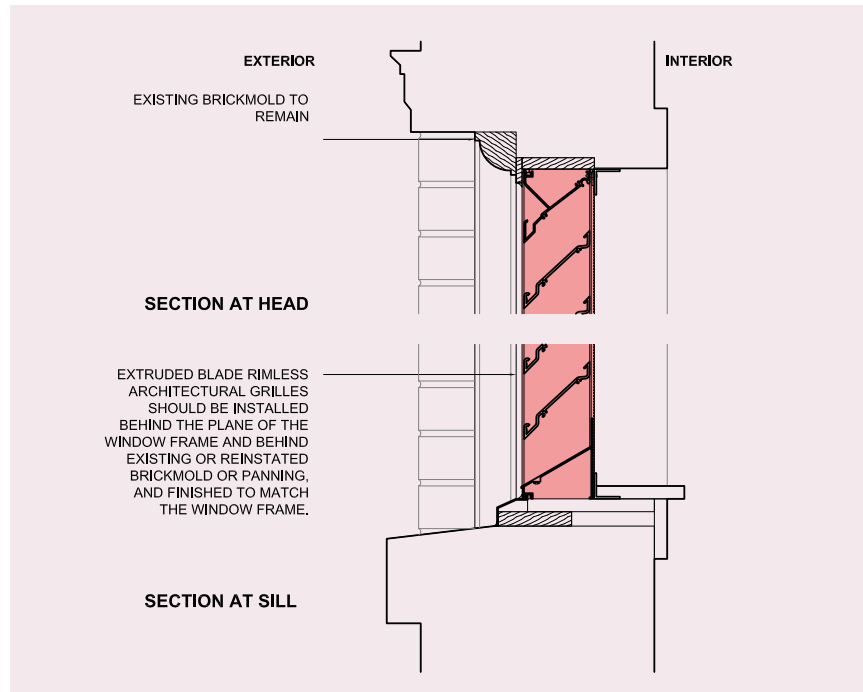 EXTERIOR
INTERIOR
EXISTING BRICKMOLD TO
REMAIN
SECTION AT HEAD
EXTRUDED BLADE RIMLESS
ARCHITECTURAL GRILLES
SHOULD BE INSTALLED
BEHIND THE PLANE OF THE
WINDOW FRAME AND BEHIND
EXISTING OR REINSTATED
BRICKMOLD OR PANNING,
AND FINISHED TO MATCH
THE WINDOW FRAME.
SECTION AT SILL